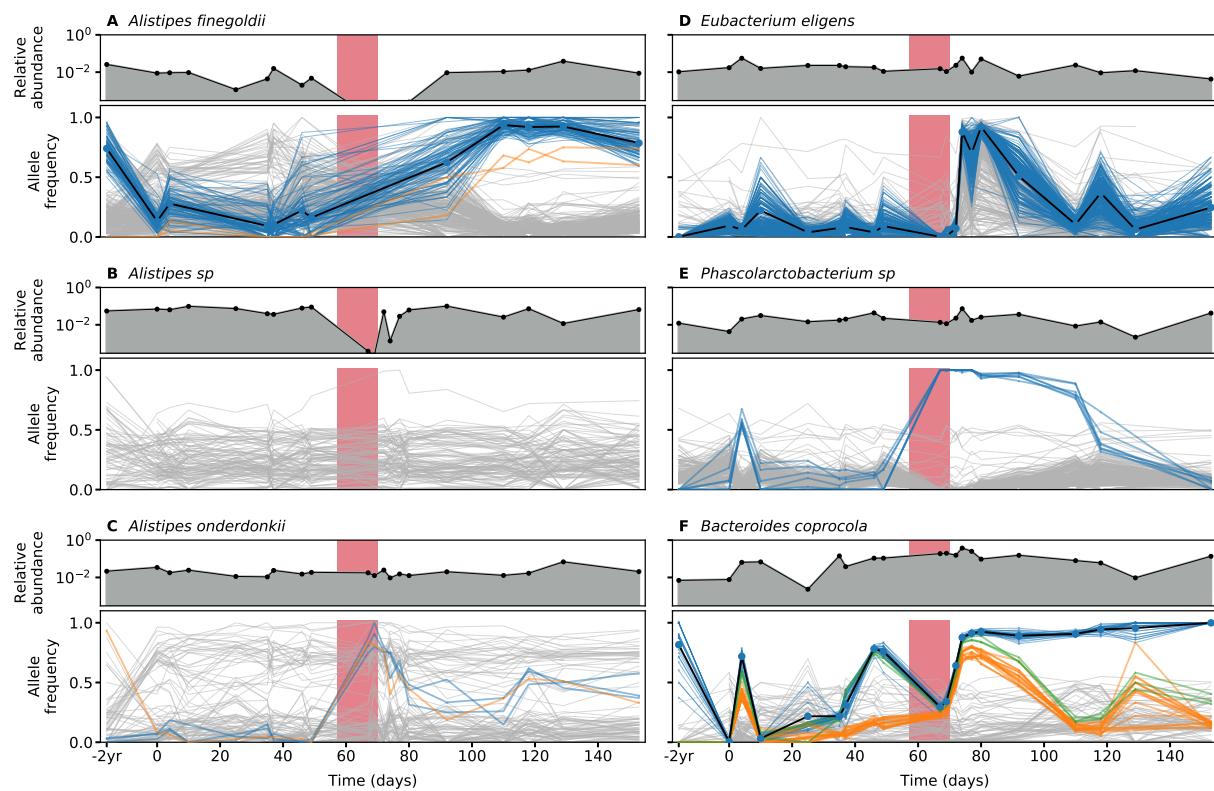 A Alistipes finegoldii
Relative
abundance
10^0
10^-2
Allele
frequency
1.0
0.5
0.0
B Alistipes sp
Relative
abundance
10^0
10^-2
Allele
frequency
1.0
0.5
0.0
C Alistipes onderdonkii
Relative
abundance
10^0
10^-2
Allele
frequency
1.0
0.5
0.0
-2yr 0 20 40 60 80 100 120 140
Time (days)
D Eubacterium eligens
E Phascolarctobacterium sp
F Bacteroides coprocola
-2yr 0 20 40 60 80 100 120 140
Time (days)